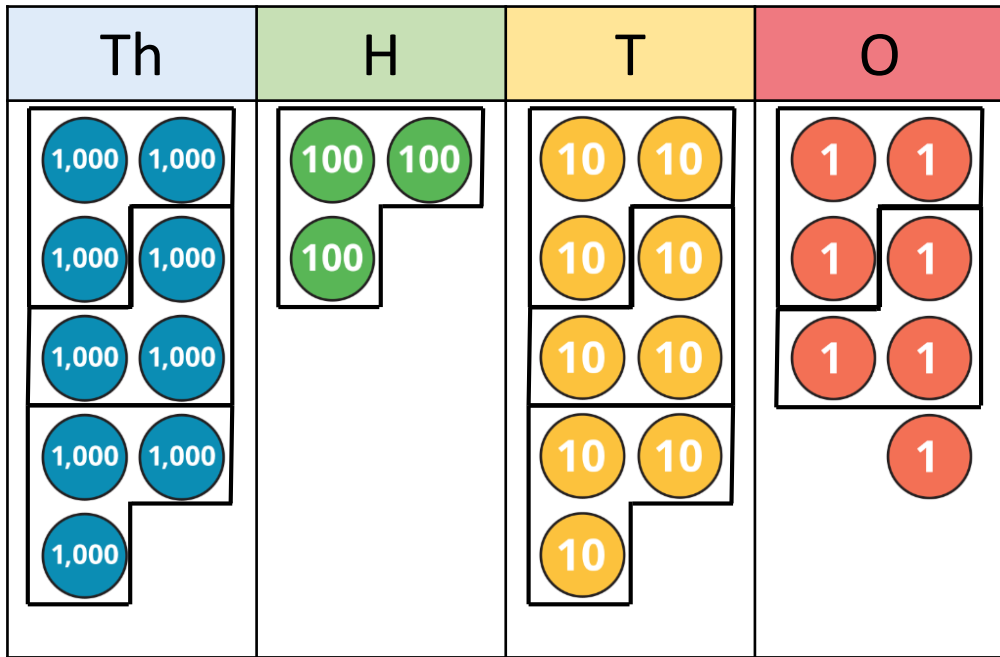 Th H T O
1,000 1,000 100 100 10 10 1 1
1,000 1,000 100 10 10 1 1
1,000 1,000 10 10 1 1
1,000 1,000 10 10 1
1,000 10